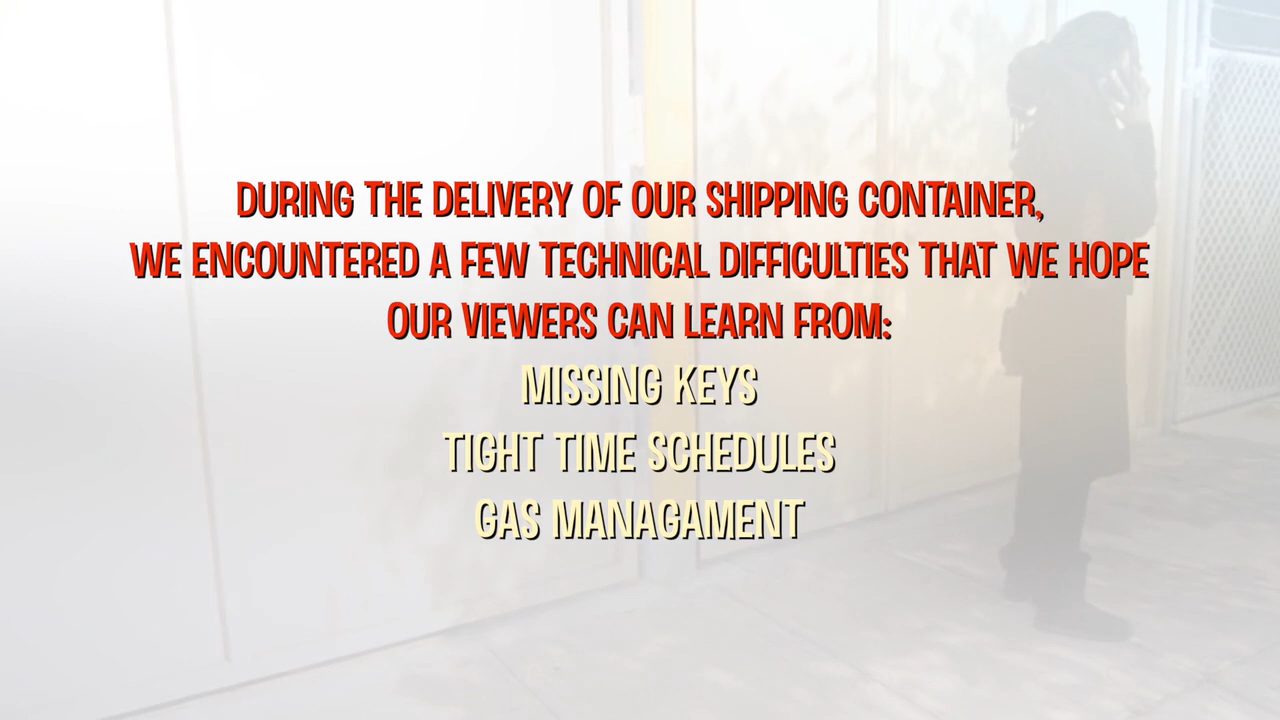 DURING THE DELIVERY OF OUR SHIPPING CONTAINER,
WE ENCOUNTERED A FEW TECHNICAL DIFFICULTIES THAT WE HOPE
OUR VIEWERS CAN LEARN FROM:
MISSING KEYS
TIGHT TIME SCHEDULES
GAS MANAGAMENT